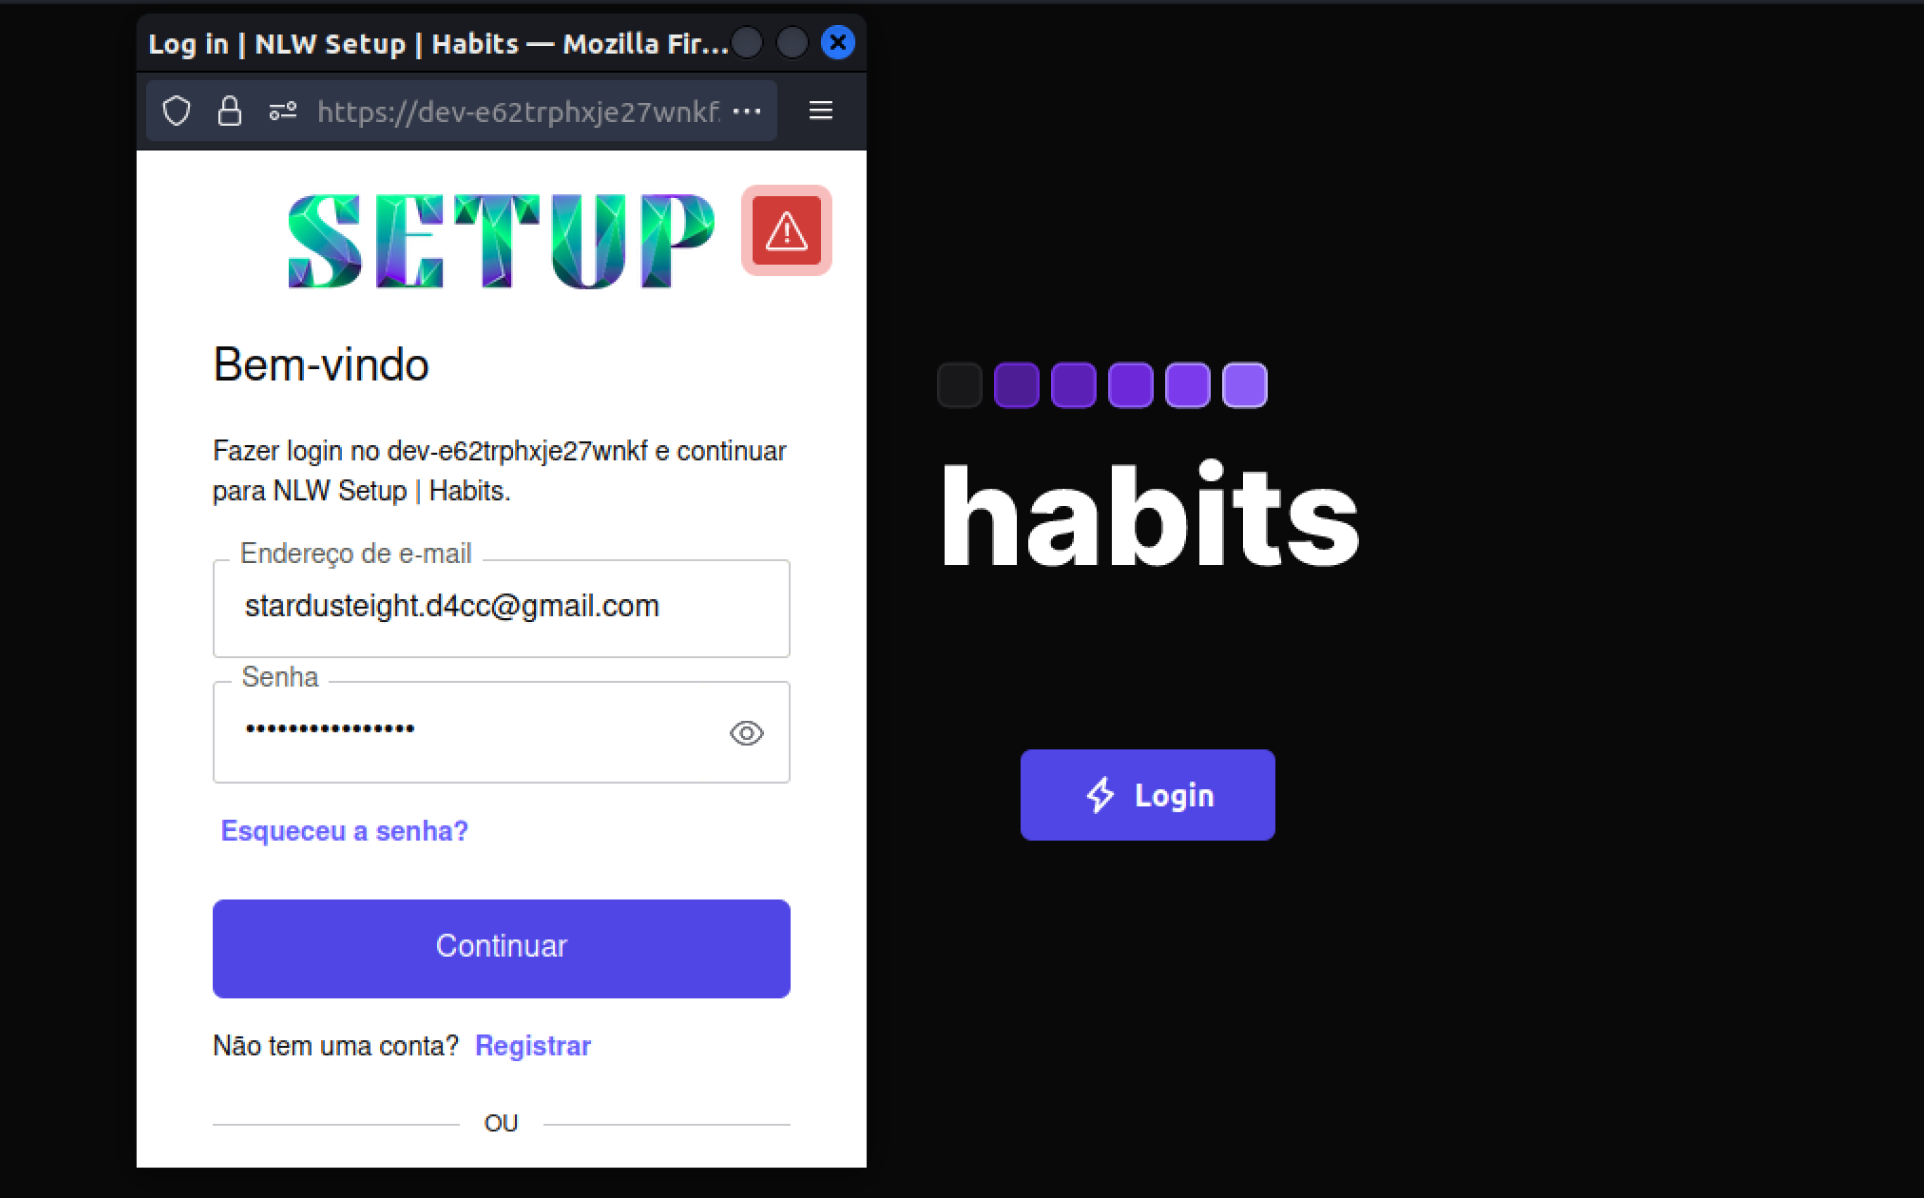 Log in | NLW Setup | Habits — Mozilla Fir...
https://dev-e62trphxje27wnkf.
SETUP
Bem-vindo
Fazer login no dev-e62trphxje27wnkf e continuar
para NLW Setup | Habits.
Endereço de e-mail
stardusteight.d4cc@gmail.com
Senha
••••••••••••••••
Esqueceu a senha?
Continuar
Não tem uma conta? Registrar
OU
habits
Login